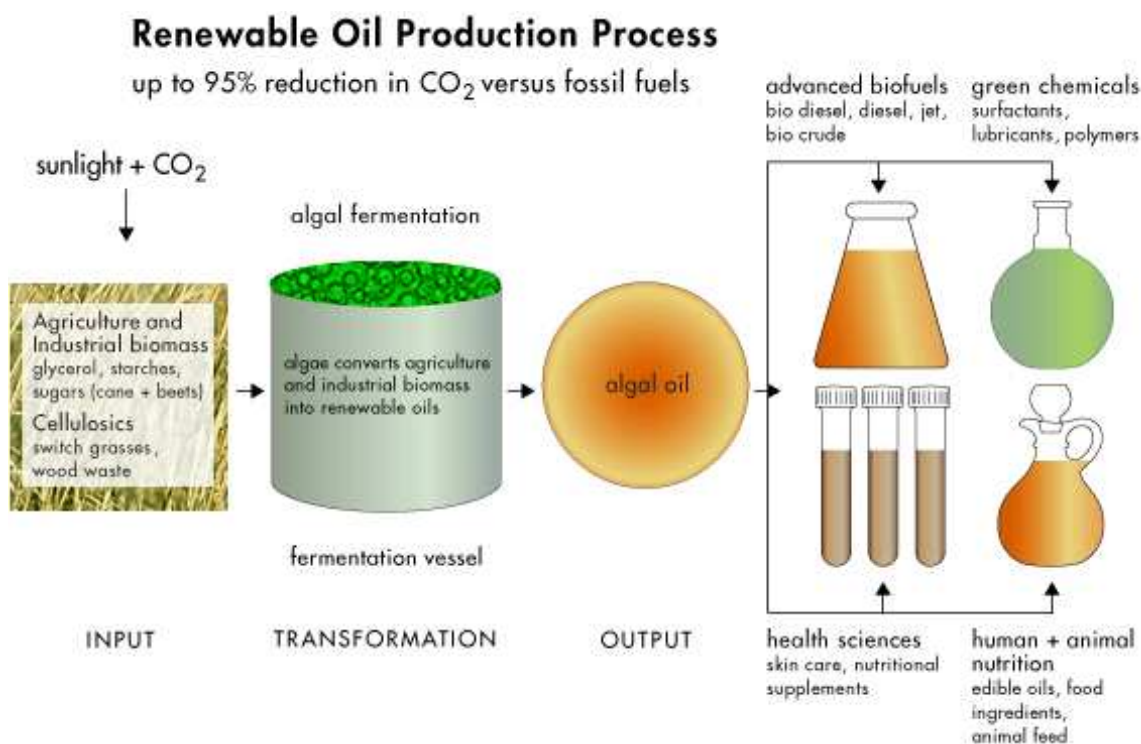 Renewable Oil Production Process
up to 95% reduction in CO₂ versus fossil fuels
sunlight + CO₂
Agriculture and
Industrial biomass
glycerol, starches,
sugars (cane + beets)
Cellulosics
switch grasses,
wood waste
INPUT
algal fermentation
algae converts agriculture
and industrial biomass
into renewable oils
fermentation vessel
TRANSFORMATION
algal oil
OUTPUT
advanced biofuels
bio diesel, diesel, jet,
bio crude
green chemicals
surfactants,
lubricants, polymers
health sciences
skin care, nutritional
supplements
human + animal
nutrition
edible oils, food
ingredients,
animal feed